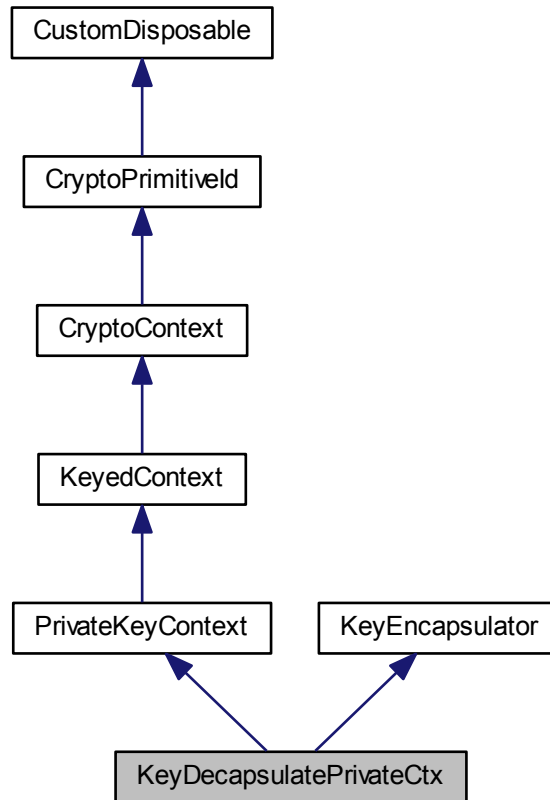 CustomDisposable
CryptoPrimitiveId
CryptoContext
KeyedContext
PrivateKeyContext
KeyEncapsulator
KeyDecapsulatePrivateCtx